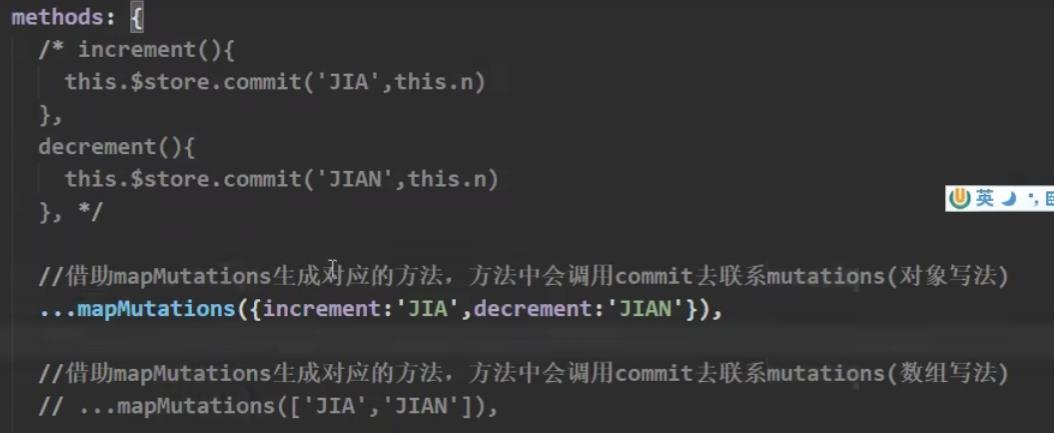 methods: {
/* increment(){
this.$store.commit('JIA',this.n)
},
decrement(){
this.$store.commit('JIAN',this.n)
}, */
英
//借助mapMutations生成对应的方法，方法中会调用commit去联系mutations(对象写法)
...mapMutations({increment:'JIA',decrement:'JIAN'}),
//借助mapMutations生成对应的方法，方法中会调用commit去联系mutations(数组写法)
// ...mapMutations(['JIA','JIAN']),